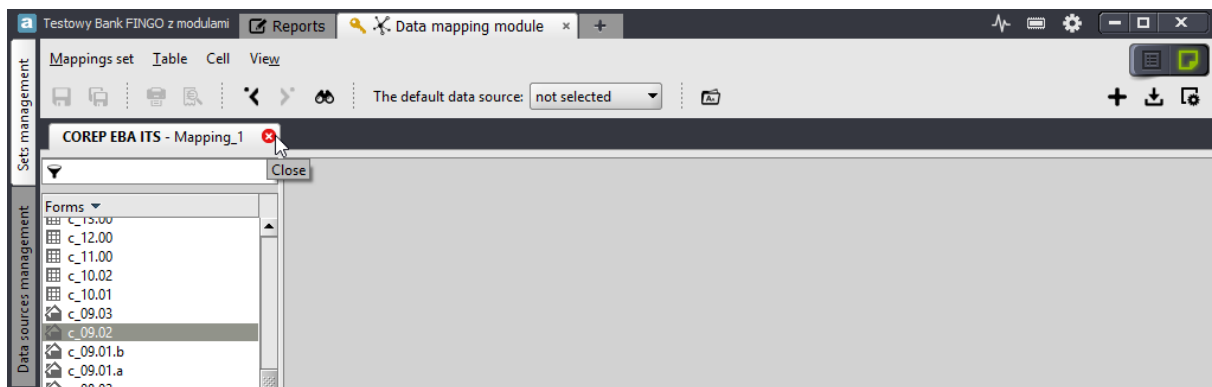 a Testowy Bank FINGO z modulami Reports Data mapping module × +
Mappings set Table Cell View
The default data source: not selected
COREP EBA ITS - Mapping_1
Close
Sets management
Data sources management
Forms
c_13.00
c_12.00
c_11.00
c_10.02
c_10.01
c_09.03
c_09.02
c_09.01.b
c_09.01.a